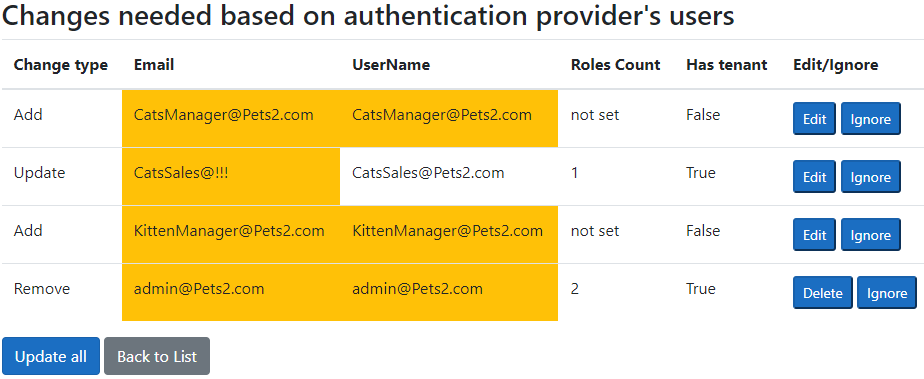 Changes needed based on authentication provider's users
Change type Email UserName Roles Count Has tenant Edit/Ignore
Add CatsManager@Pets2.com CatsManager@Pets2.com not set False Edit Ignore
Update CatsSales@!!! CatsSales@Pets2.com 1 True Edit Ignore
Add KittenManager@Pets2.com KittenManager@Pets2.com not set False Edit Ignore
Remove admin@Pets2.com admin@Pets2.com 2 True Delete Ignore
Update all Back to List